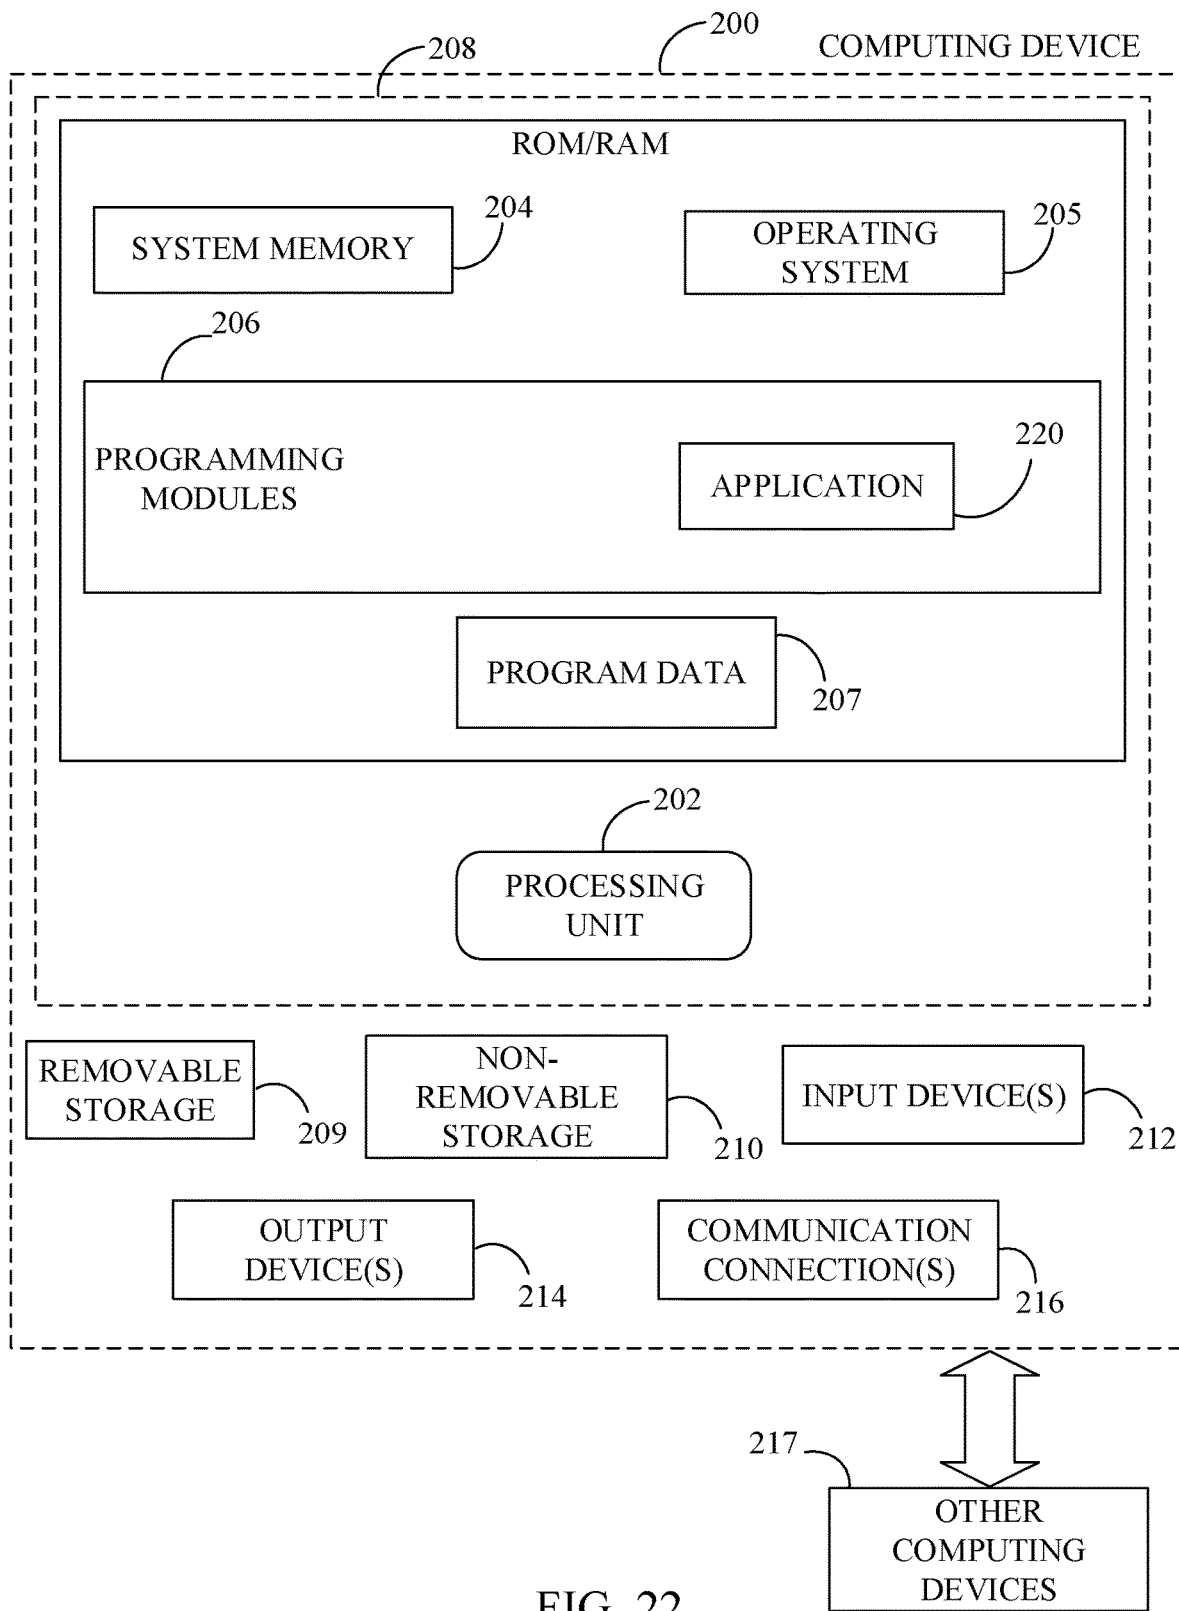 200
COMPUTING DEVICE
208
ROM/RAM
204
SYSTEM MEMORY
205
OPERATING
SYSTEM
206
PROGRAMMING
MODULES
220
APPLICATION
PROGRAM DATA
207
202
PROCESSING
UNIT
REMOVABLE
STORAGE
209
NON-
REMOVABLE
STORAGE
210
INPUT DEVICE(S)
212
OUTPUT
DEVICE(S)
214
COMMUNICATION
CONNECTION(S)
216
217
OTHER
COMPUTING
DEVICES
FIG. 22